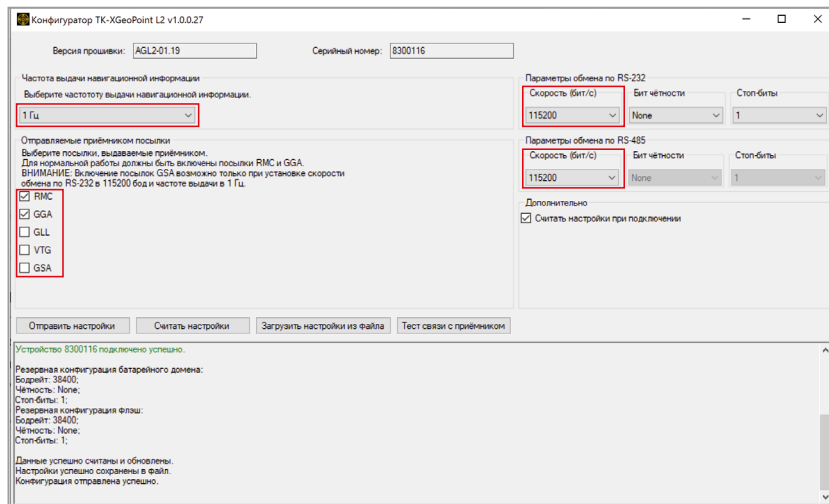 Конфигуратор TK-XGeoPoint L2 v1.0.0.27
Версия прошивки: AGL2-01.19 Серийный номер: 8300116
Частота выдачи навигационной информации
Выберите частототу выдачи навигационной информации.
1 Гц
Отправляемые приёмником посылки
Выберите посылки, выдаваемые приёмником.
Для нормальной работы должны быть включены посылки RMC и GGA.
ВНИМАНИЕ: Включение посылок GSA возможно только при установке скорости
обмена по RS-232 в 115200 бод и частоте выдачи в 1 Гц.
RMC
GGA
GLL
VTG
GSA
Параметры обмена по RS-232
Скорость (бит/с) Бит чётности Стоп-биты
115200 None 1
Параметры обмена по RS-485
Скорость (бит/с) Бит чётности Стоп-биты
115200 None 1
Дополнительно
Считать настройки при подключении
Отправить настройки Считать настройки Загрузить настройки из файла Тест связи с приёмником
Устройство 8300116 подключено успешно.
Резервная конфигурация батарейного домена:
Бодрейт: 38400;
Чётность: None;
Стоп-биты: 1;
Резервная конфигурация флэш:
Бодрейт: 38400;
Чётность: None;
Стоп-биты: 1;
Данные успешно считаны и обновлены.
Настройки успешно сохранены в файл.
Конфигурация отправлена успешно.